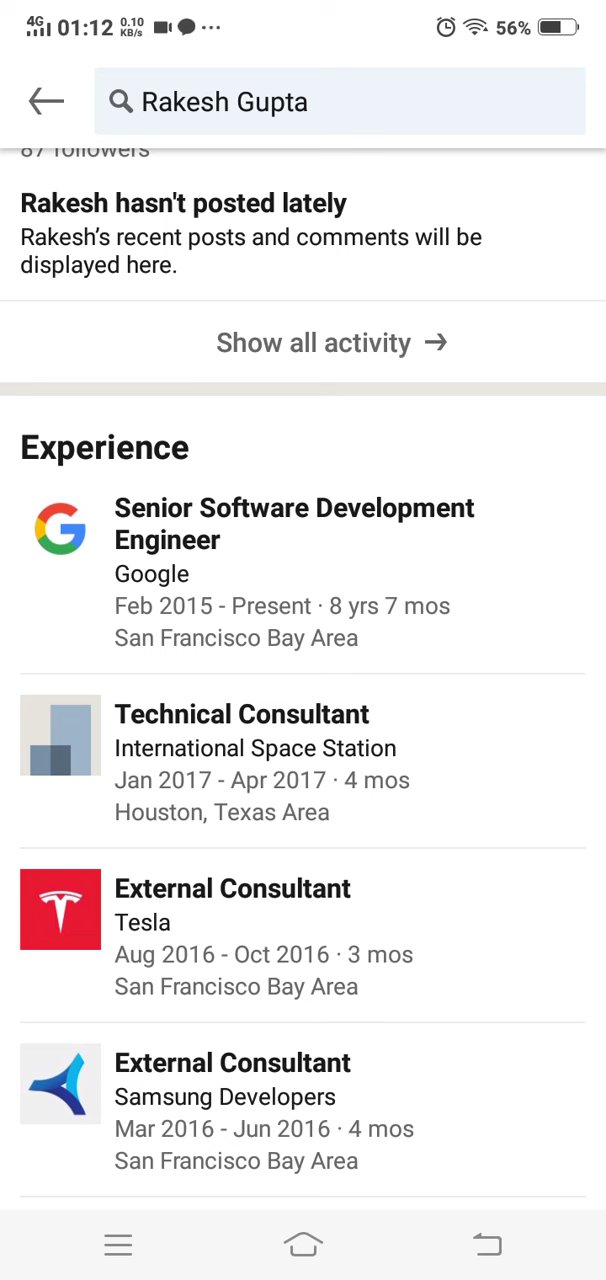 4G 01:12 0.10 KB/s ... 56%
Rakesh Gupta
87 followers
Rakesh hasn't posted lately
Rakesh’s recent posts and comments will be
displayed here.
Show all activity →
Experience
Senior Software Development
Engineer
Google
Feb 2015 - Present · 8 yrs 7 mos
San Francisco Bay Area
Technical Consultant
International Space Station
Jan 2017 - Apr 2017 · 4 mos
Houston, Texas Area
External Consultant
Tesla
Aug 2016 - Oct 2016 · 3 mos
San Francisco Bay Area
External Consultant
Samsung Developers
Mar 2016 - Jun 2016 · 4 mos
San Francisco Bay Area